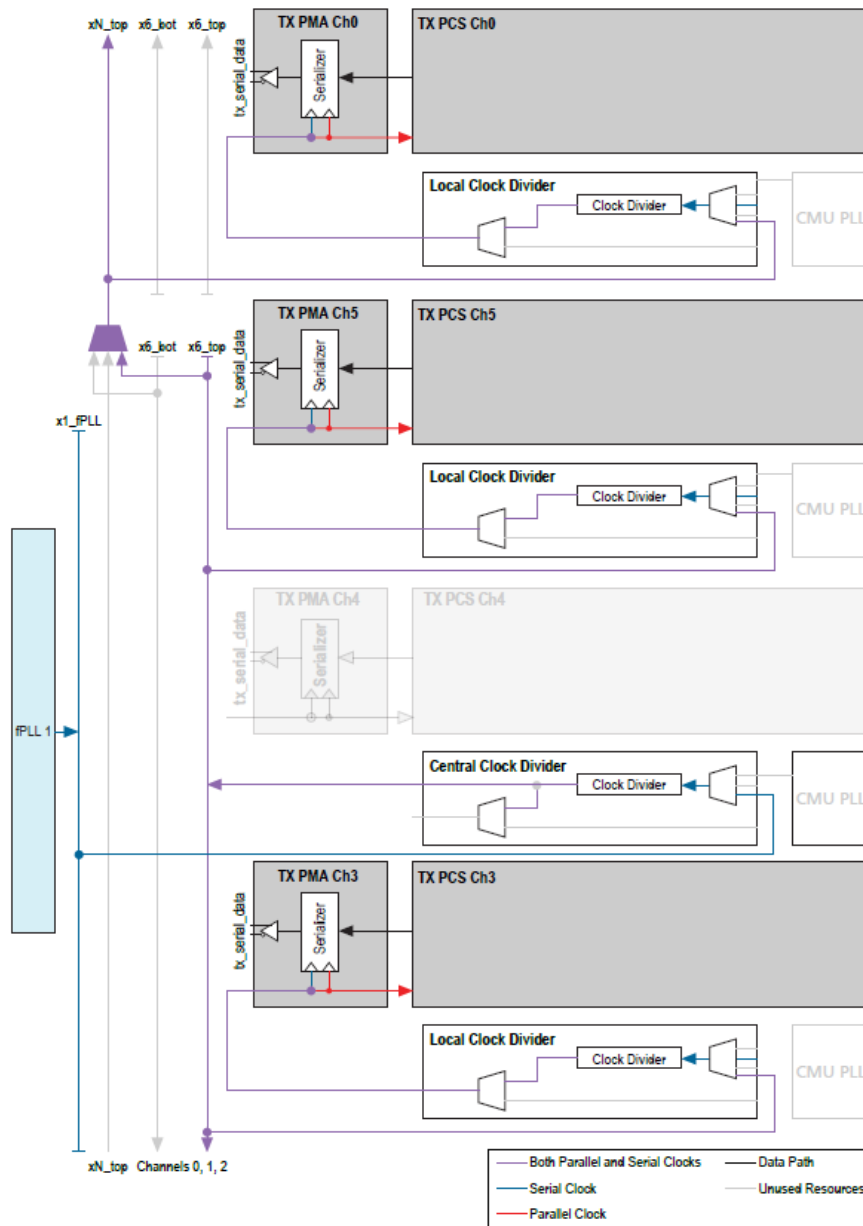 xN_top x6_bot x6_top
TX PMA Ch0
TX PCS Ch0
tx_serial_data
Serializer
Local Clock Divider
Clock Divider
CMU PLL
TX PMA Ch5
TX PCS Ch5
tx_serial_data
Serializer
x6_bot x6_top
x1_fPLL
Local Clock Divider
Clock Divider
CMU PLL
TX PMA Ch4
TX PCS Ch4
tx_serial_data
Serializer
fPLL 1
Central Clock Divider
Clock Divider
CMU PLL
TX PMA Ch3
TX PCS Ch3
tx_serial_data
Serializer
Local Clock Divider
Clock Divider
CMU PLL
xN_top Channels 0, 1, 2
Both Parallel and Serial Clocks
Data Path
Serial Clock
Unused Resources
Parallel Clock